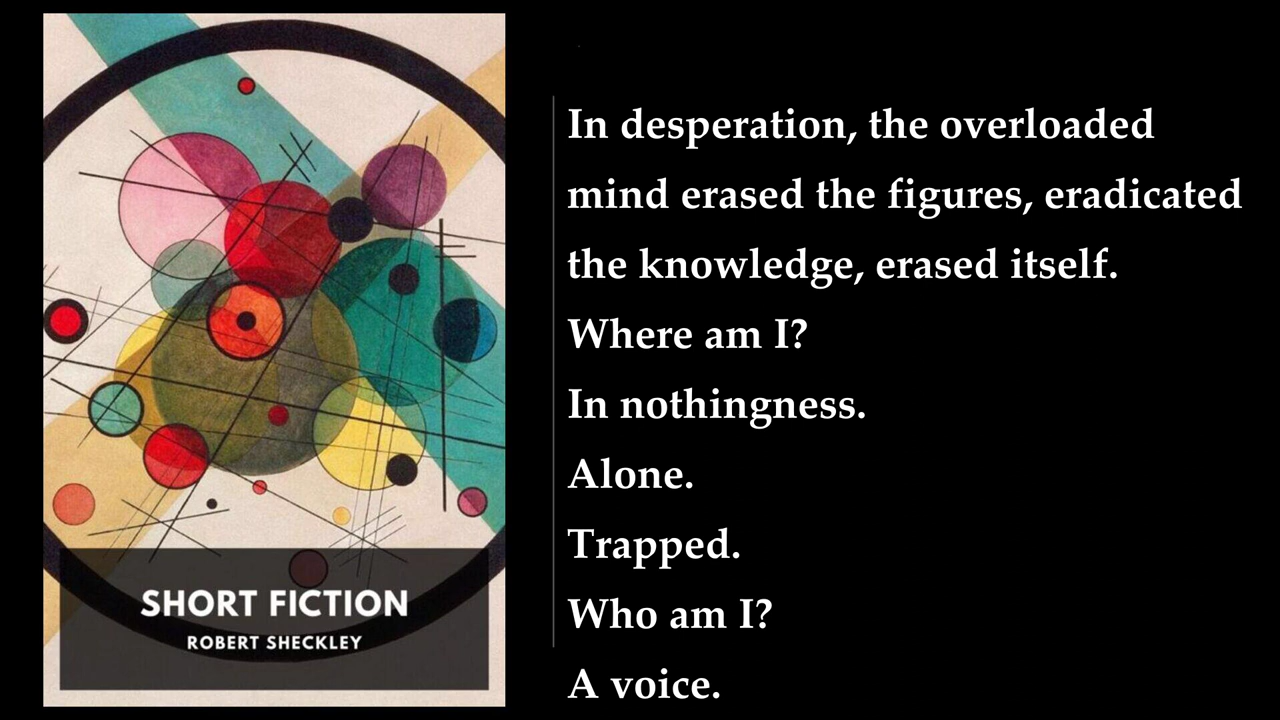 SHORT FICTION
ROBERT SHECKLEY
In desperation, the overloaded
mind erased the figures, eradicated
the knowledge, erased itself.
Where am I?
In nothingness.
Alone.
Trapped.
Who am I?
A voice.